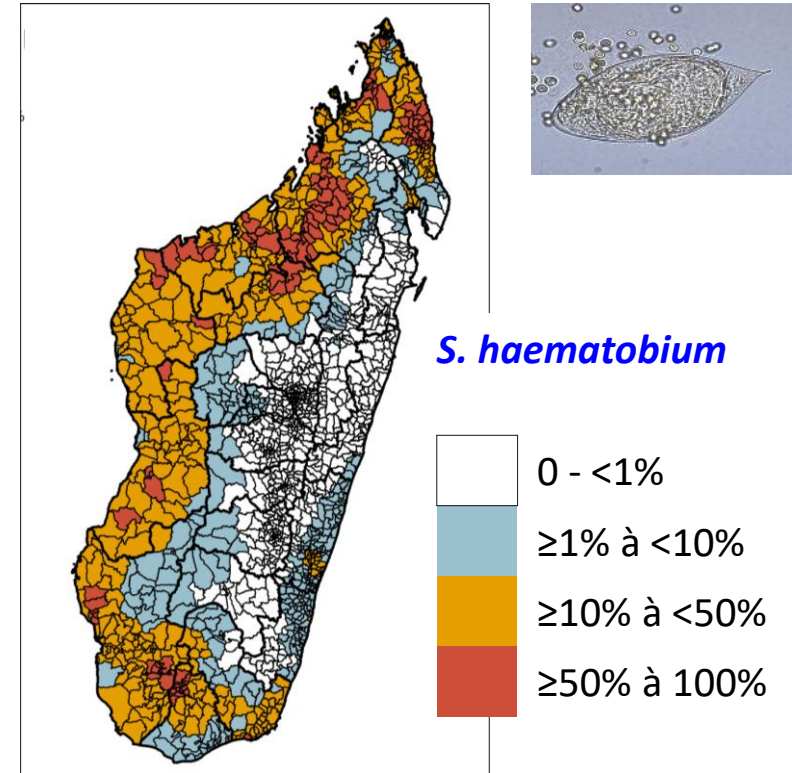 S. haematobium
0 - <1%
≥1% à <10%
≥10% à <50%
≥50% à 100%